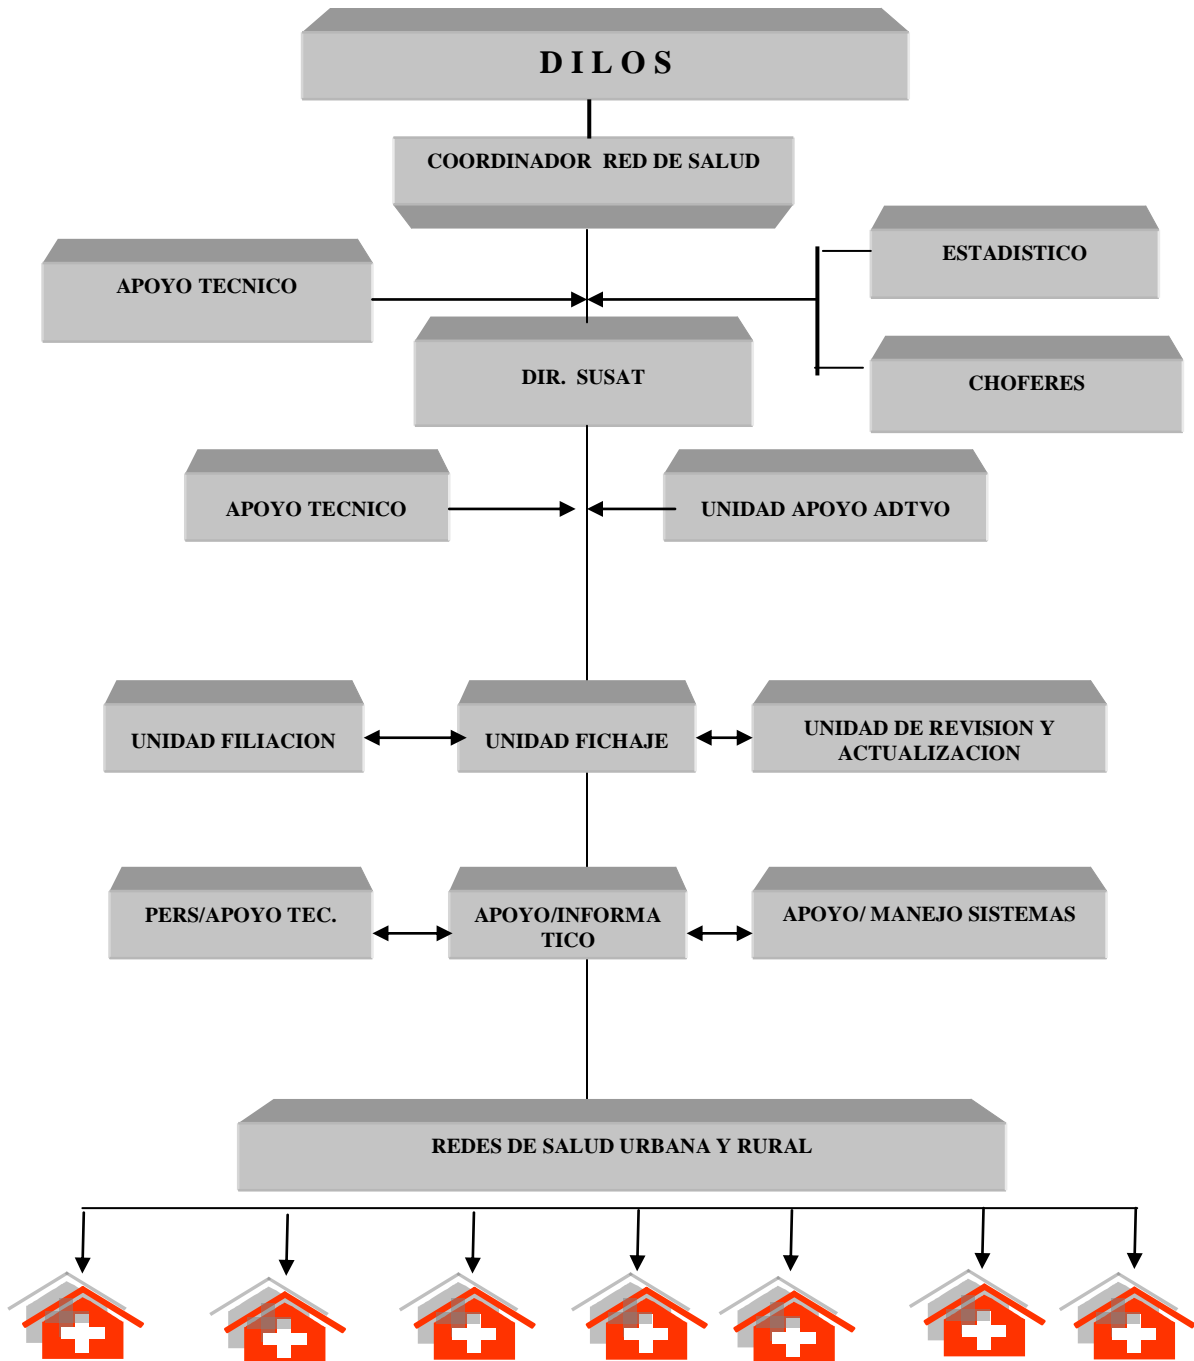 D I L O S
COORDINADOR RED DE SALUD
APOYO TECNICO
ESTADISTICO
CHOFERES
DIR. SUSAT
APOYO TECNICO
UNIDAD APOYO ADTVO
UNIDAD FILIACION
UNIDAD FICHAJE
UNIDAD DE REVISION Y
ACTUALIZACION
PERS/APOYO TEC.
APOYO/INFORMA
TICO
APOYO/ MANEJO SISTEMAS
REDES DE SALUD URBANA Y RURAL